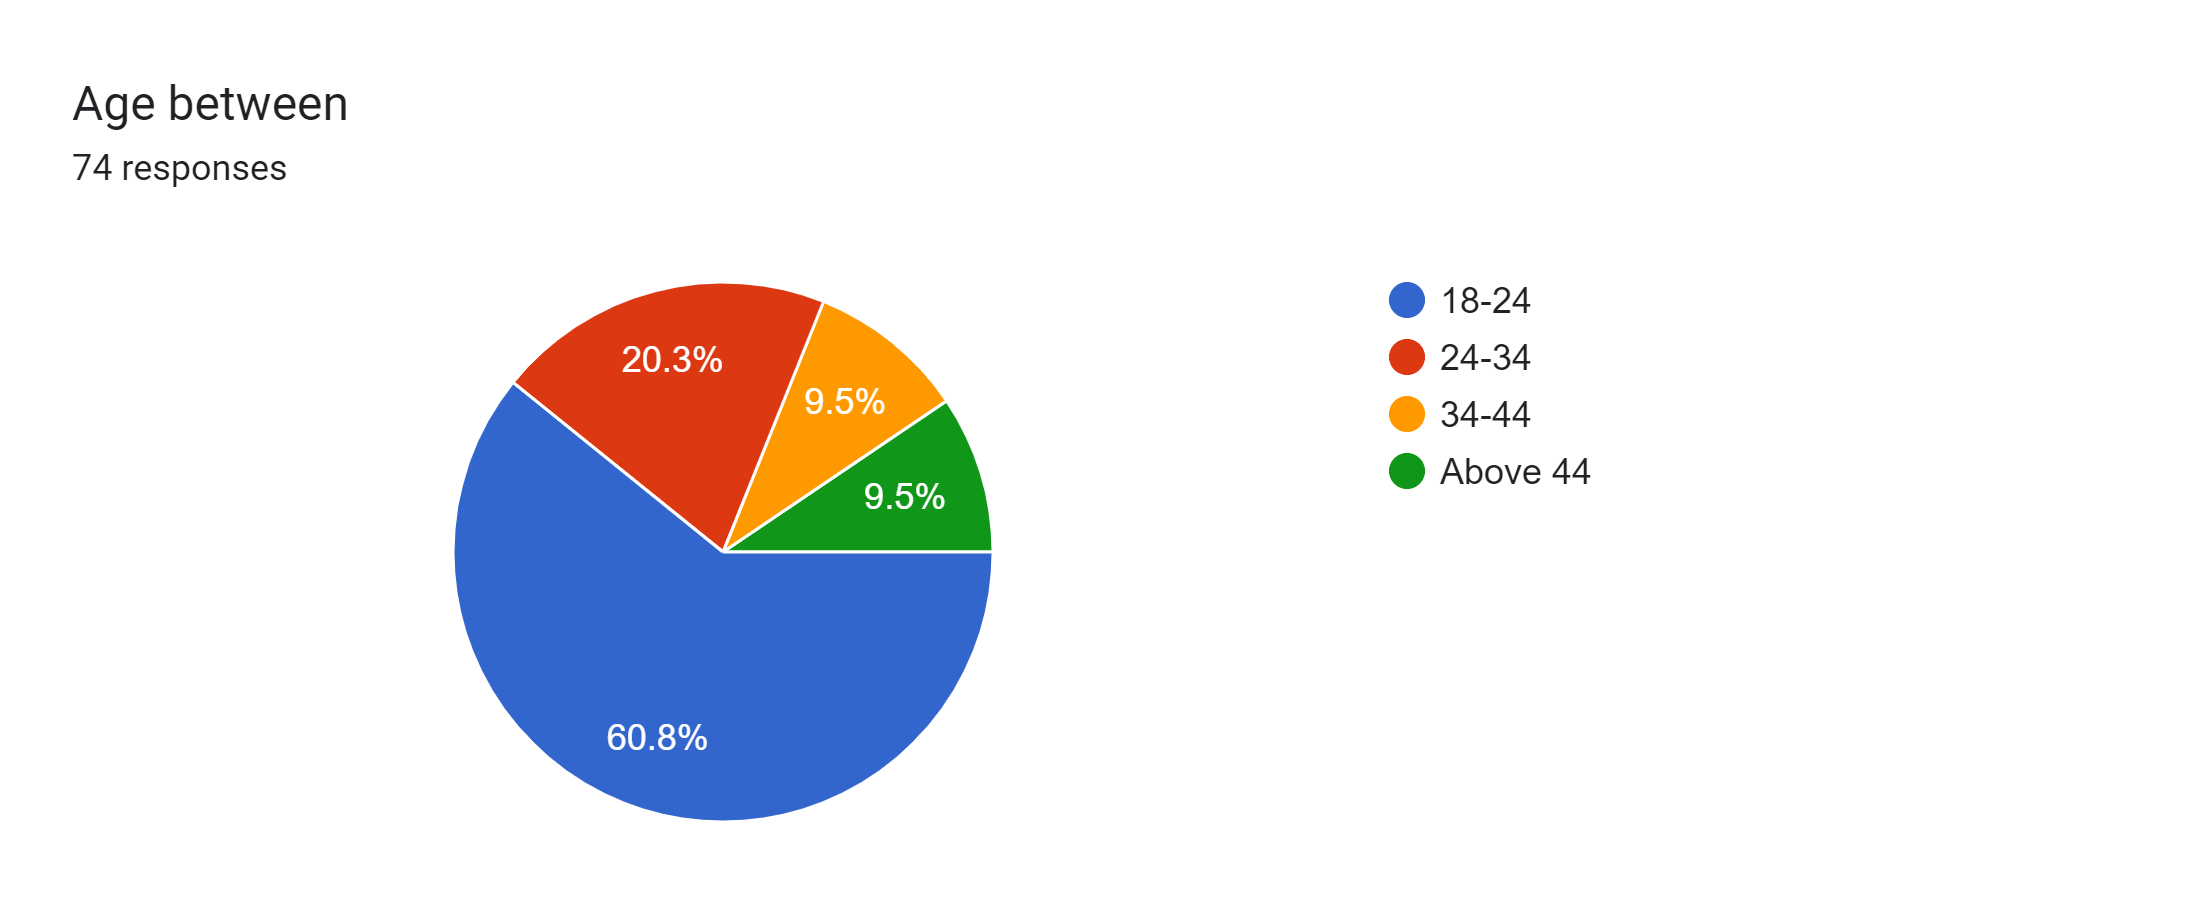 Age between
74 responses
20.3%
9.5%
9.5%
60.8%
18-24
24-34
34-44
Above 44